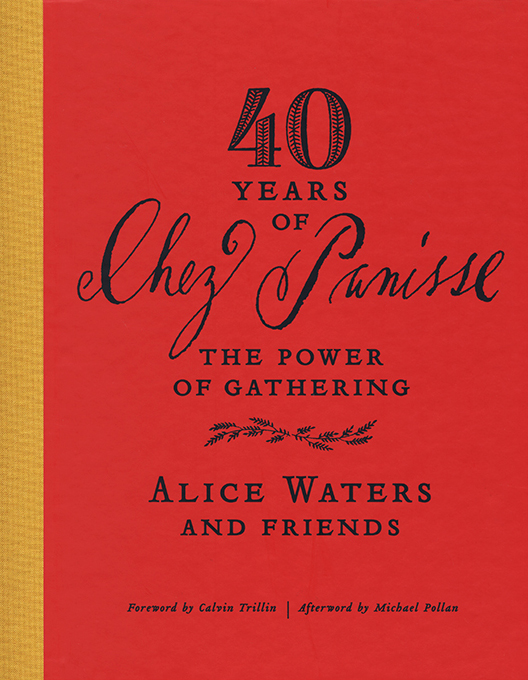 40
YEARS
OF
Chez Panisse
THE POWER
OF GATHERING
ALICE WATERS
AND FRIENDS
Foreword by Calvin Trillin | Afterword by Michael Pollan